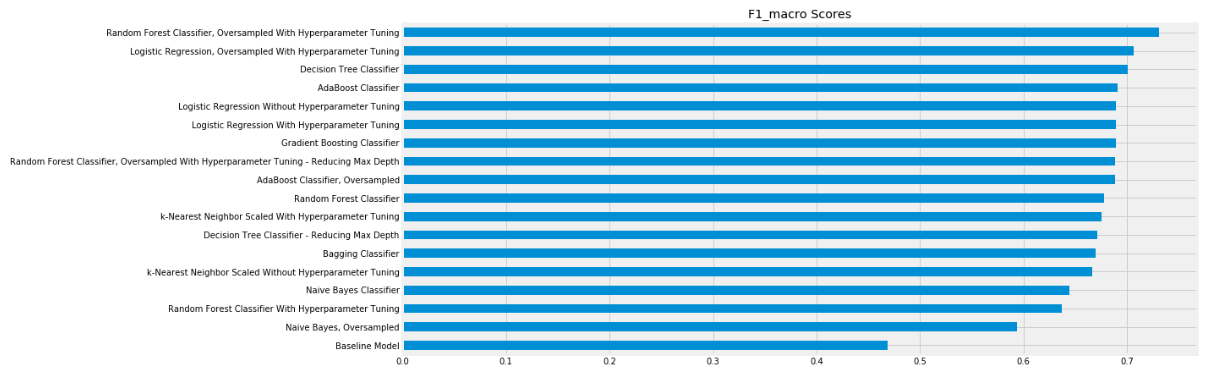 F1_macro Scores
Random Forest Classifier, Oversampled With Hyperparameter Tuning
Logistic Regression, Oversampled With Hyperparameter Tuning
Decision Tree Classifier
AdaBoost Classifier
Logistic Regression Without Hyperparameter Tuning
Logistic Regression With Hyperparameter Tuning
Gradient Boosting Classifier
Random Forest Classifier, Oversampled With Hyperparameter Tuning - Reducing Max Depth
AdaBoost Classifier, Oversampled
Random Forest Classifier
k-Nearest Neighbor Scaled With Hyperparameter Tuning
Decision Tree Classifier - Reducing Max Depth
Bagging Classifier
k-Nearest Neighbor Scaled Without Hyperparameter Tuning
Naive Bayes Classifier
Random Forest Classifier With Hyperparameter Tuning
Naive Bayes, Oversampled
Baseline Model
0.0 0.1 0.2 0.3 0.4 0.5 0.6 0.7